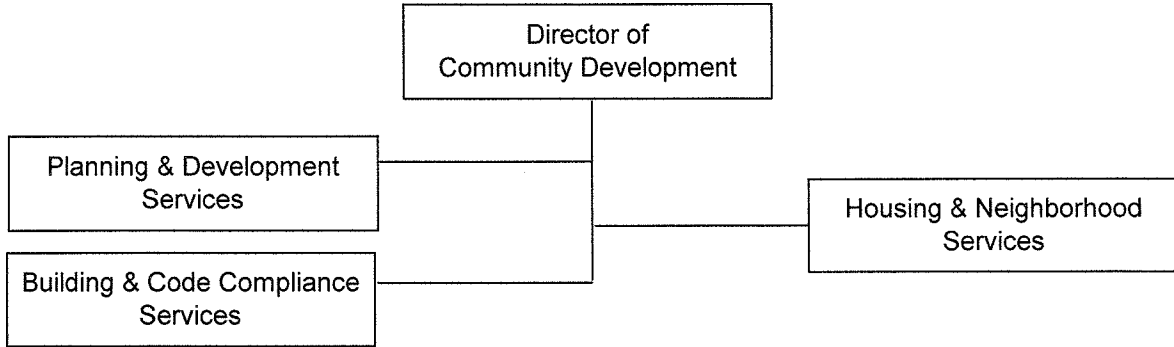 Director of
Community Development
Planning & Development
Services
Housing & Neighborhood
Services
Building & Code Compliance
Services